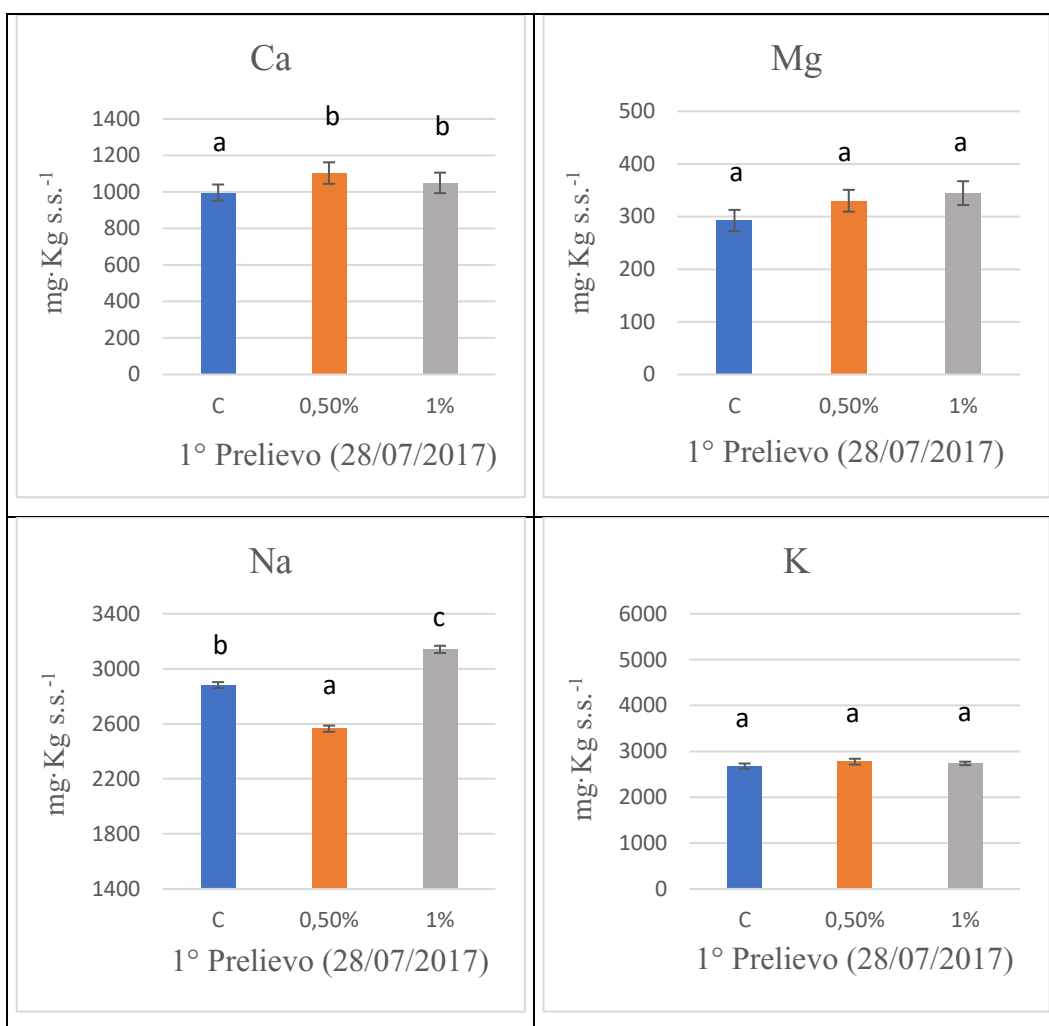 Ca
1400
1200
1000
800
600
400
200
0
mg·Kg s.s.⁻¹
a
b
b
C
0,50%
1%
1° Prelievo (28/07/2017)
Mg
500
400
300
200
100
0
mg·Kg s.s.⁻¹
a
a
a
C
0,50%
1%
1° Prelievo (28/07/2017)
Na
3400
3000
2600
2200
1800
1400
mg·Kg s.s.⁻¹
b
a
c
C
0,50%
1%
1° Prelievo (28/07/2017)
K
6000
5000
4000
3000
2000
1000
0
mg·Kg s.s.⁻¹
a
a
a
C
0,50%
1%
1° Prelievo (28/07/2017)